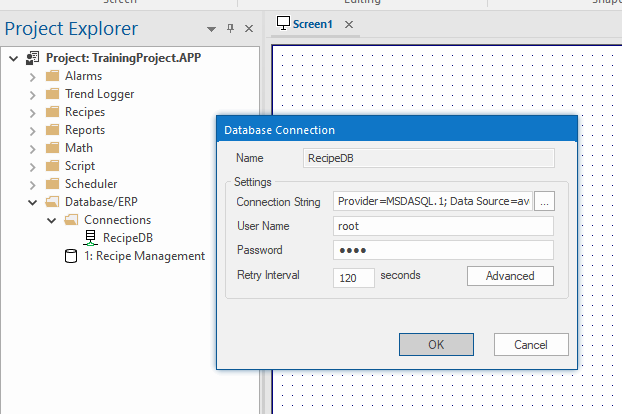 Screen
Editing
Project Explorer
Screen1
Project: TrainingProject.APP
Alarms
Trend Logger
Recipes
Reports
Math
Script
Scheduler
Database/ERP
Connections
RecipeDB
1: Recipe Management
Database Connection
Name RecipeDB
Settings
Connection String Provider=MSDASQL.1; Data Source=av ...
User Name root
Password ●●●●
Retry Interval 120 seconds Advanced
OK Cancel